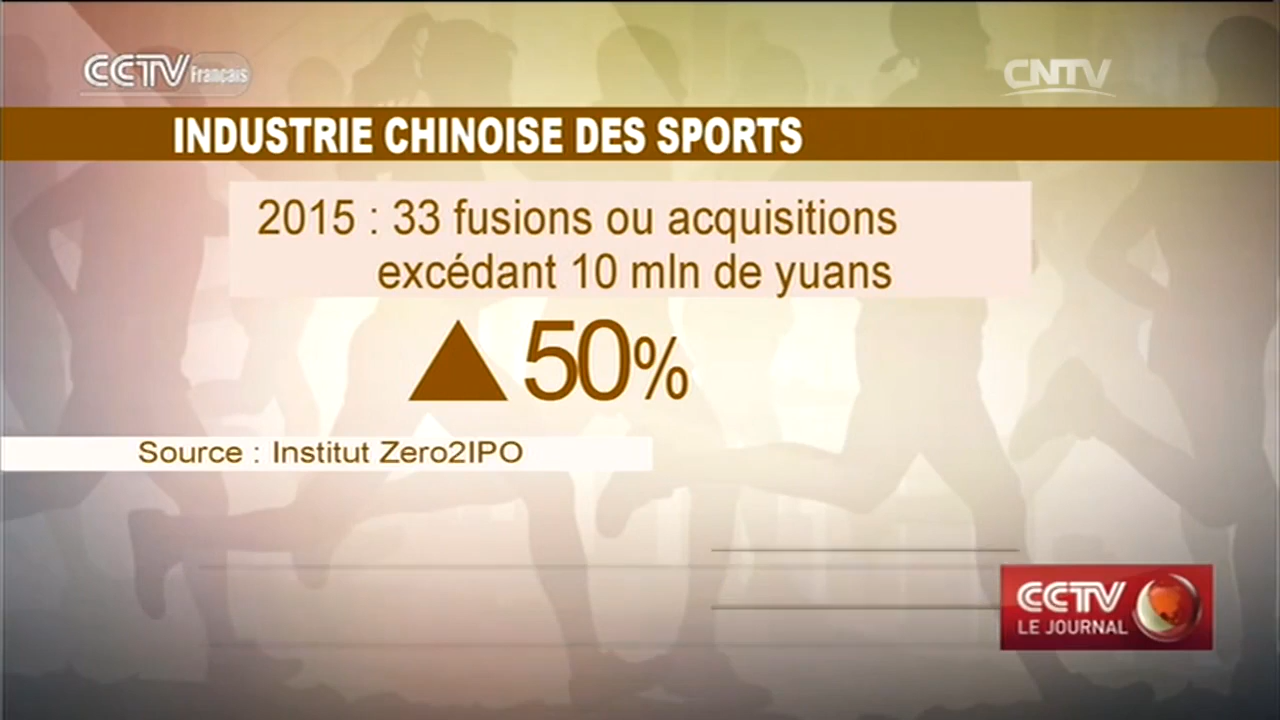 CCTV Français
CNTV
INDUSTRIE CHINOISE DES SPORTS
2015 : 33 fusions ou acquisitions
excédant 10 mln de yuans
▲50%
Source : Institut Zero2IPO
CCTV
LE JOURNAL